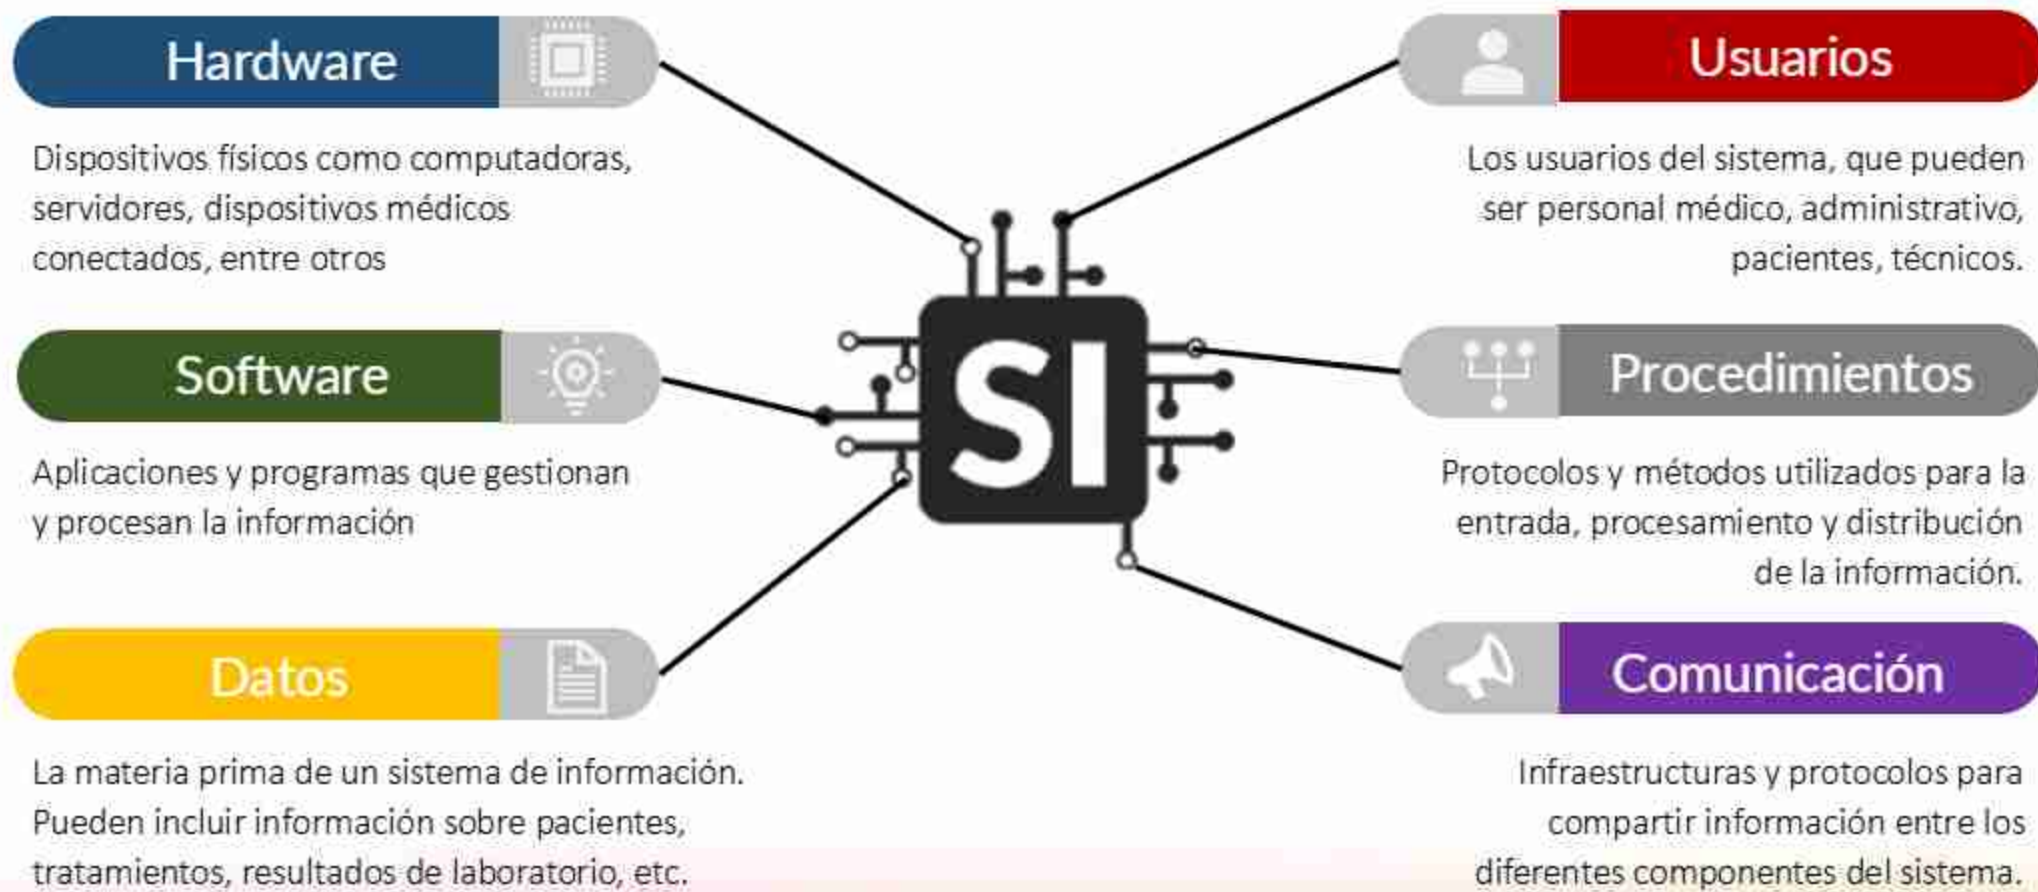 Hardware
Dispositivos físicos como computadoras,
servidores, dispositivos médicos
conectados, entre otros
Software
Aplicaciones y programas que gestionan
y procesan la información
Datos
La materia prima de un sistema de información.
Pueden incluir información sobre pacientes,
tratamientos, resultados de laboratorio, etc.
SI
Usuarios
Los usuarios del sistema, que pueden
ser personal médico, administrativo,
pacientes, técnicos.
Procedimientos
Protocolos y métodos utilizados para la
entrada, procesamiento y distribución
de la información.
Comunicación
Infraestructuras y protocolos para
compartir información entre los
diferentes componentes del sistema.